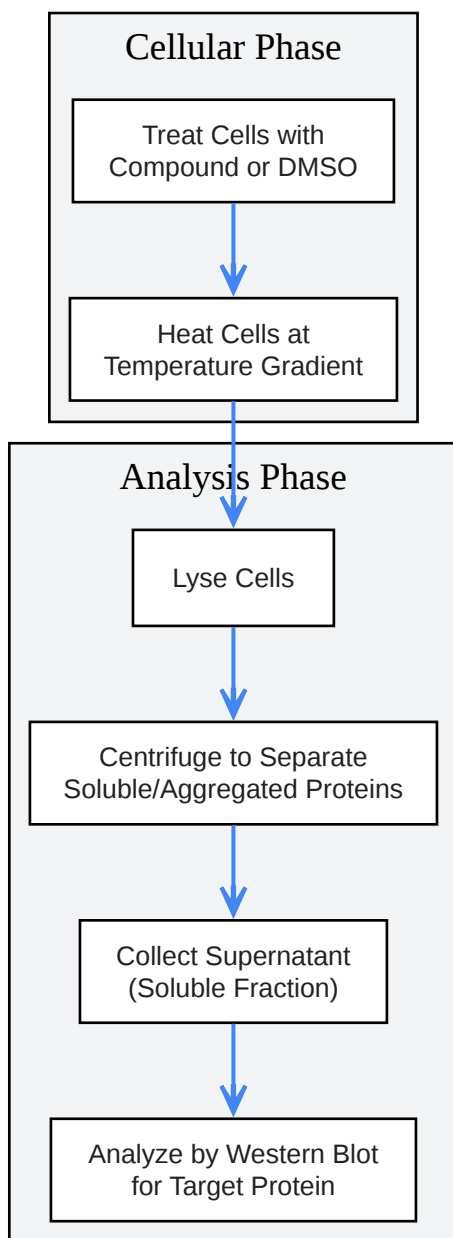 Cellular Phase
Treat Cells with
Compound or DMSO
Heat Cells at
Temperature Gradient
Analysis Phase
Lyse Cells
Centrifuge to Separate
Soluble/Aggregated Proteins
Collect Supernatant
(Soluble Fraction)
Analyze by Western Blot
for Target Protein